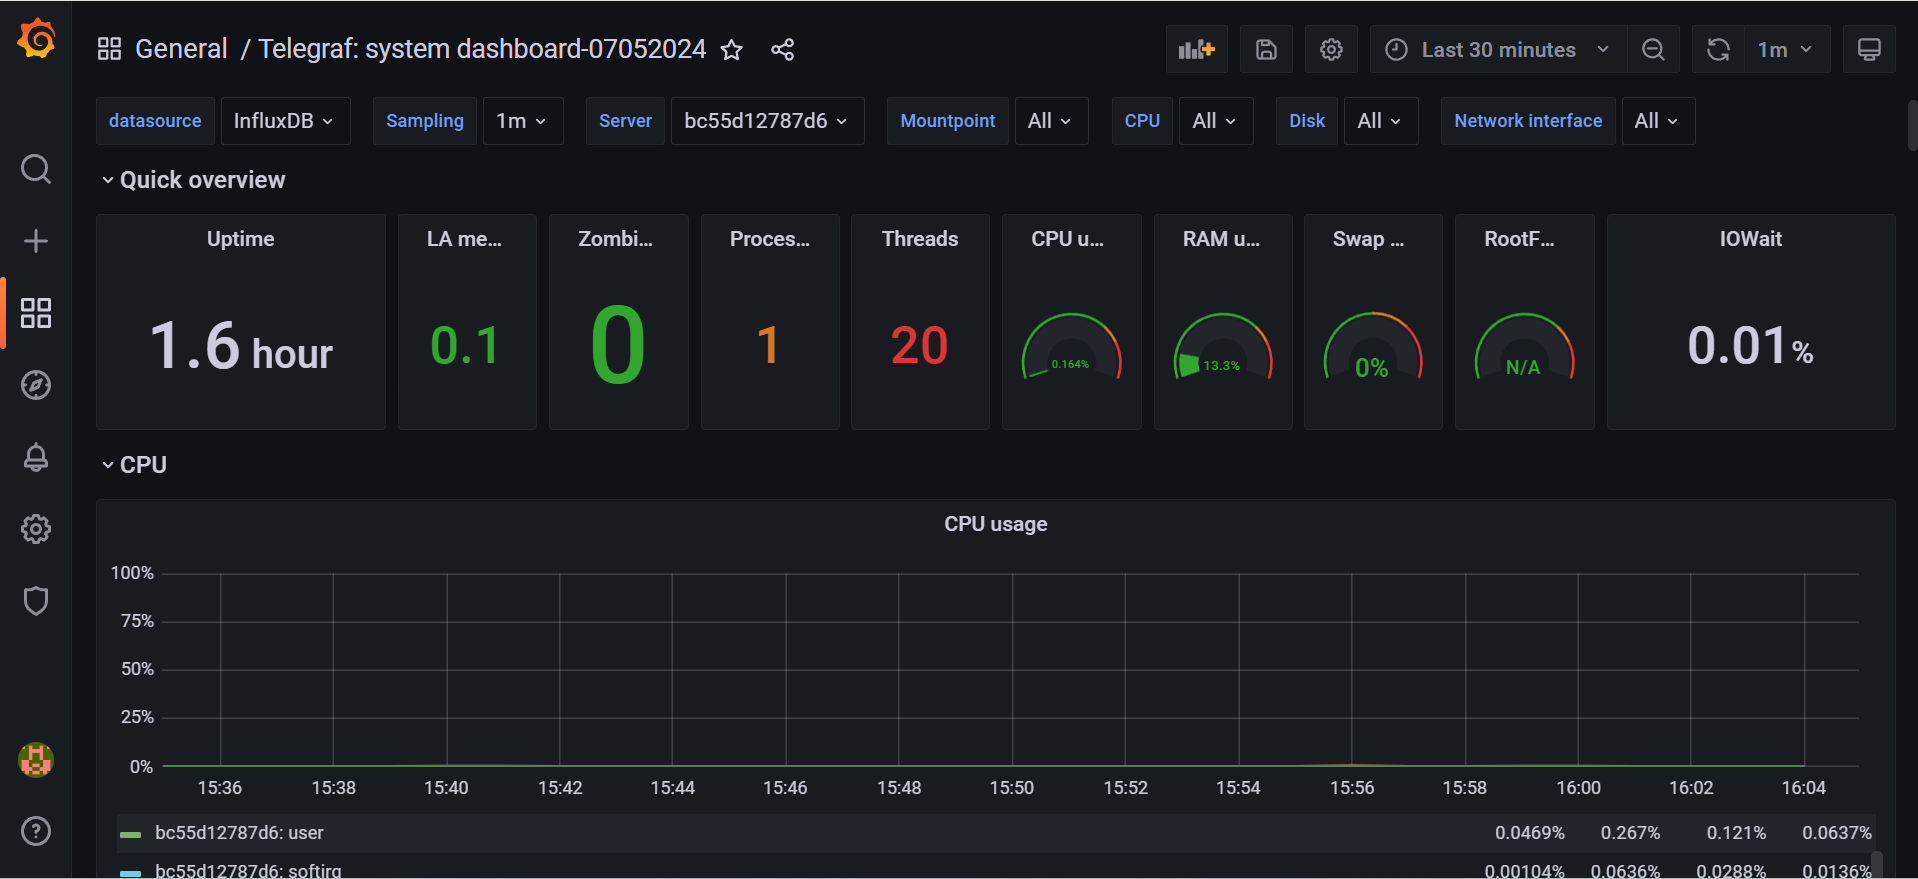 General / Telegraf: system dashboard-07052024
Last 30 minutes
1m
datasource InfluxDB Sampling 1m Server bc55d12787d6 Mountpoint All CPU All Disk All Network interface All
Quick overview
Uptime
1.6 hour
LA me...
0.1
Zombi...
0
Proces...
1
Threads
20
CPU u...
0.164%
RAM u...
13.3%
Swap ...
0%
RootF...
N/A
IOWait
0.01%
CPU
CPU usage
100%
75%
50%
25%
0%
15:36 15:38 15:40 15:42 15:44 15:46 15:48 15:50 15:52 15:54 15:56 15:58 16:00 16:02 16:04
bc55d12787d6: user 0.0469% 0.267% 0.121% 0.0637%
bc55d12787d6: softirq 0.00104% 0.0636% 0.0288% 0.0136%